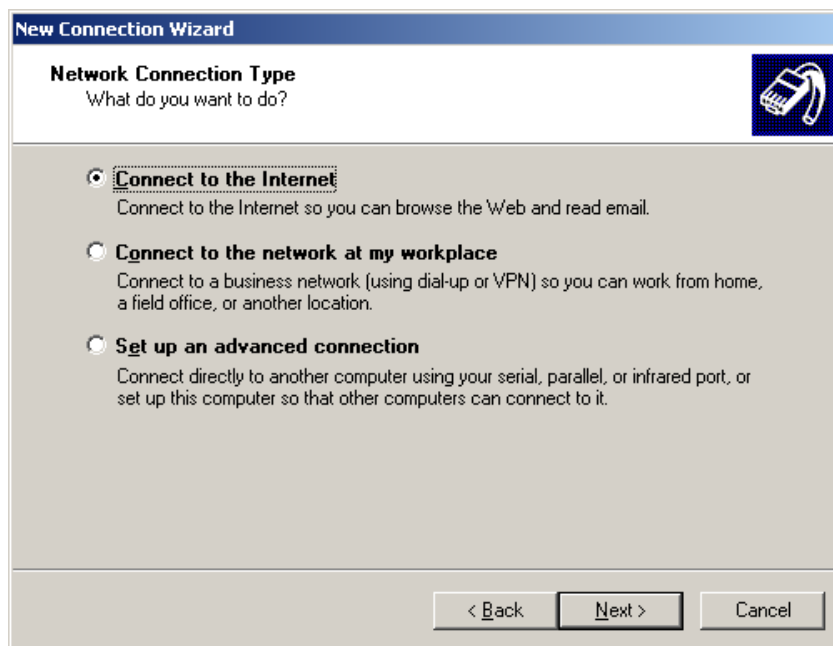 New Connection Wizard
Network Connection Type
What do you want to do?
Connect to the Internet
Connect to the Internet so you can browse the Web and read email.
Connect to the network at my workplace
Connect to a business network (using dial-up or VPN) so you can work from home,
a field office, or another location.
Set up an advanced connection
Connect directly to another computer using your serial, parallel, or infrared port, or
set up this computer so that other computers can connect to it.
< Back
Next >
Cancel